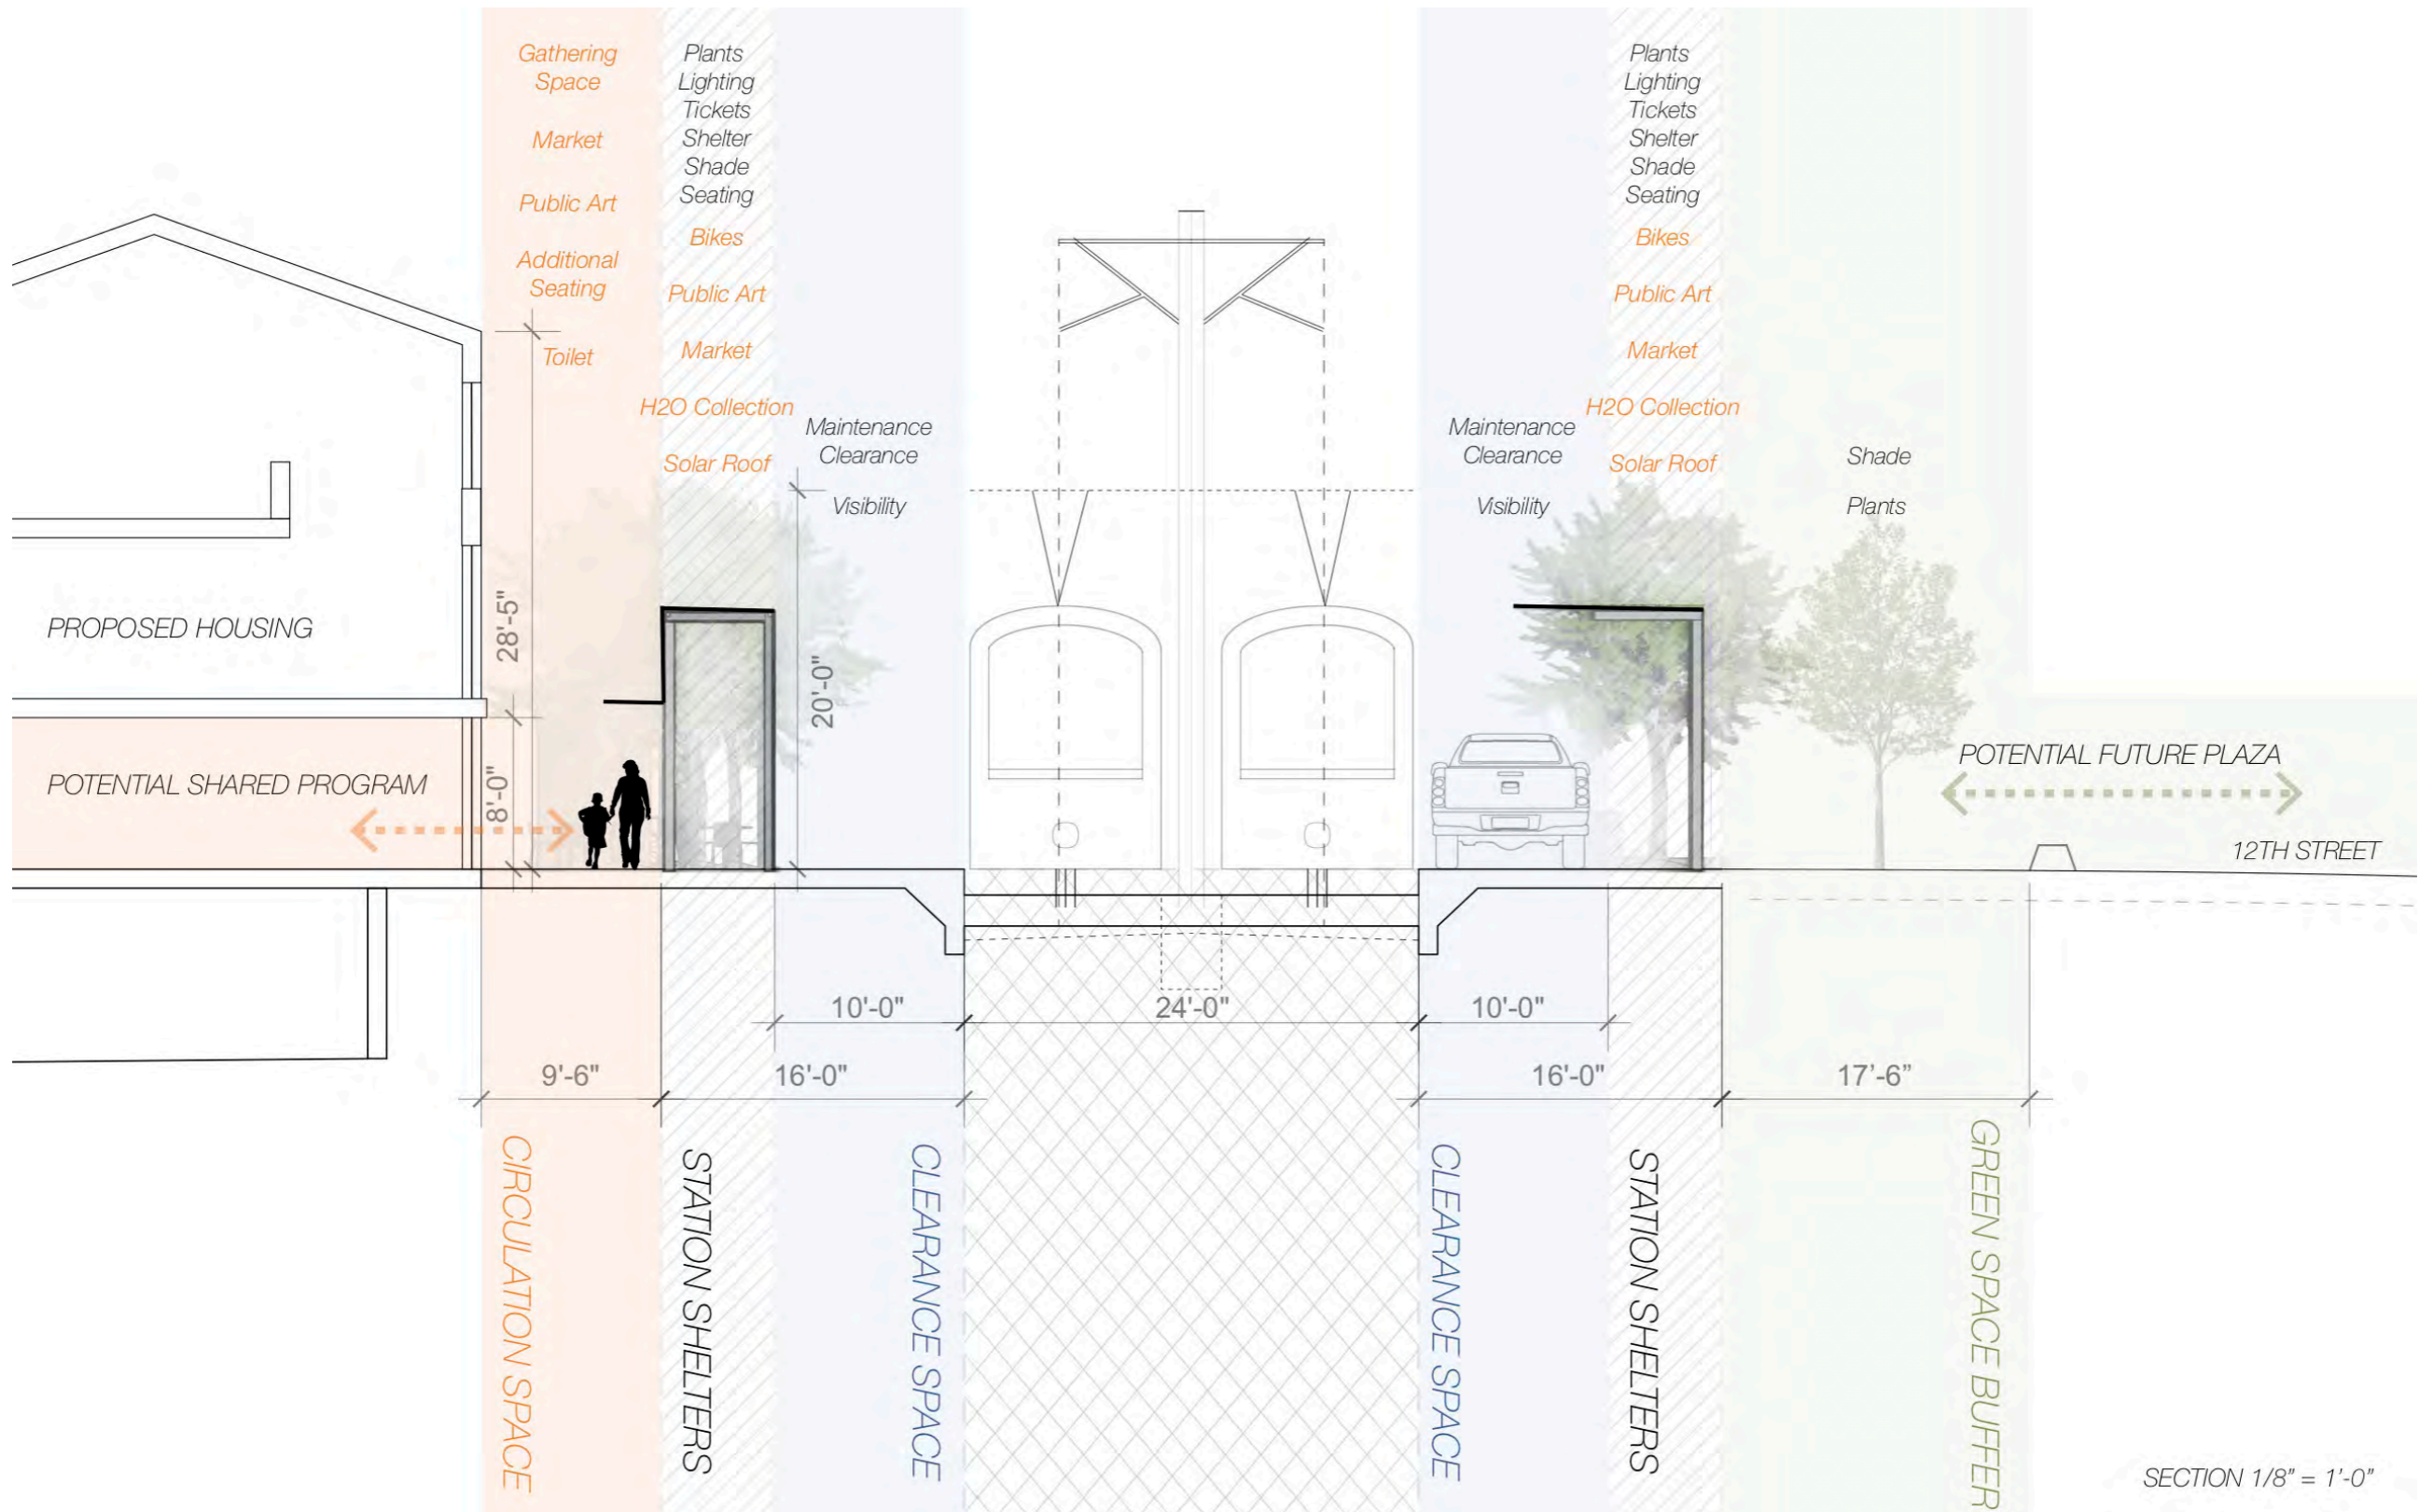 Gathering
Space
Market
Public Art
Additional
Seating
Toilet
Plants
Lighting
Tickets
Shelter
Shade
Seating
Bikes
Public Art
Market
H2O Collection
Solar Roof
Maintenance
Clearance
Visibility
Maintenance
Clearance
Visibility
Plants
Lighting
Tickets
Shelter
Shade
Seating
Bikes
Public Art
Market
H2O Collection
Solar Roof
Shade
Plants
PROPOSED HOUSING
28'-5"
20'-0"
POTENTIAL SHARED PROGRAM
8'-0"
POTENTIAL FUTURE PLAZA
12TH STREET
10'-0"
24'-0"
10'-0"
9'-6"
16'-0"
16'-0"
17'-6”
CIRCULATION SPACE
STATION SHELTERS
CLEARANCE SPACE
CLEARANCE SPACE
STATION SHELTERS
GREEN SPACE BUFFER
SECTION 1/8” = 1’-0”